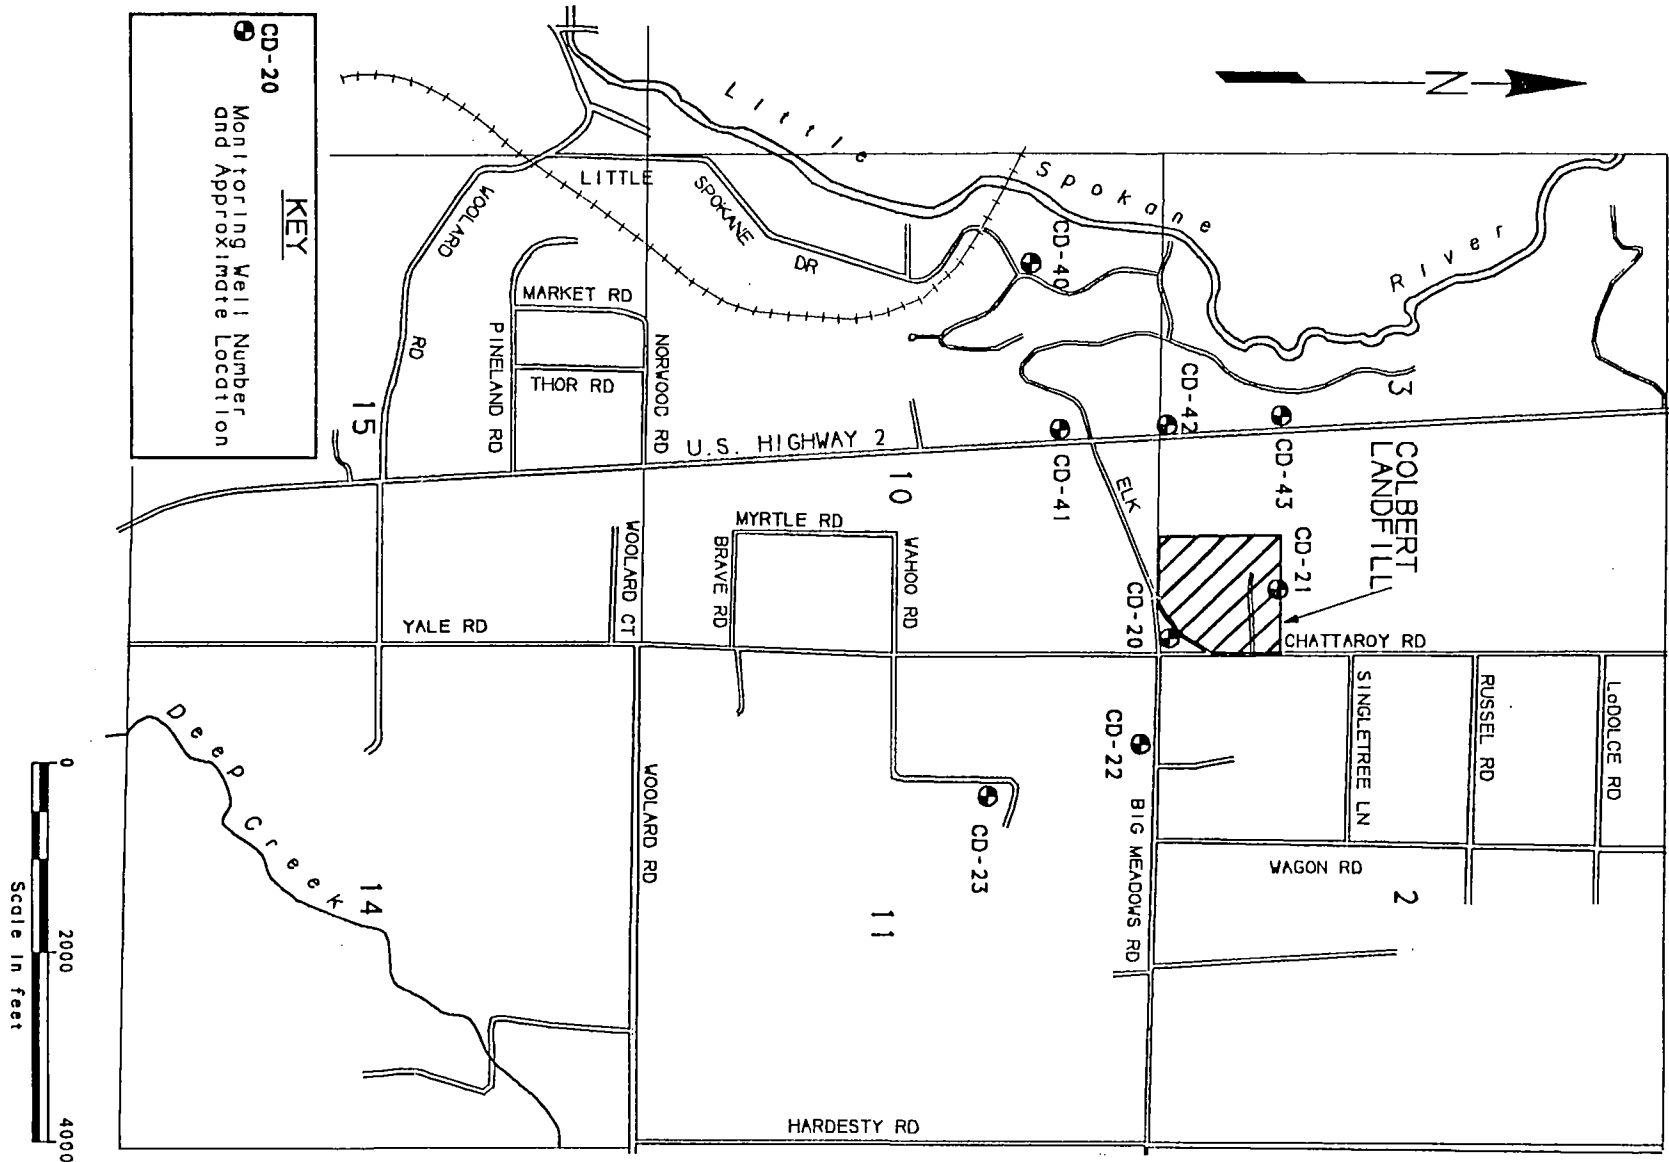 KEY
CD-20
Monitoring Well Number
and Approximate Location
N
Little
Spokane
River
LITTLE
SPOKANE
DR
WOOLARD
RD
MARKET RD
PINELAND RD
THOR RD
NORWOOD RD
15
U.S. HIGHWAY 2
10
3
CD-40
CD-42
CD-41
CD-43
COLBERT
LANDFILL
ELK
CD-21
CD-20
MYRTLE RD
BRAVE RD
WAHOO RD
WOOLARD CT
YALE RD
CHATTAROY RD
SINGLETREE LN
RUSSEL RD
LaDOLCE RD
CD-22
CD-23
BIG MEADOWS RD
WAGON RD
2
WOOLARD RD
11
14
Deep Creek
HARDESTY RD
0
2000
4000
Scale in feet